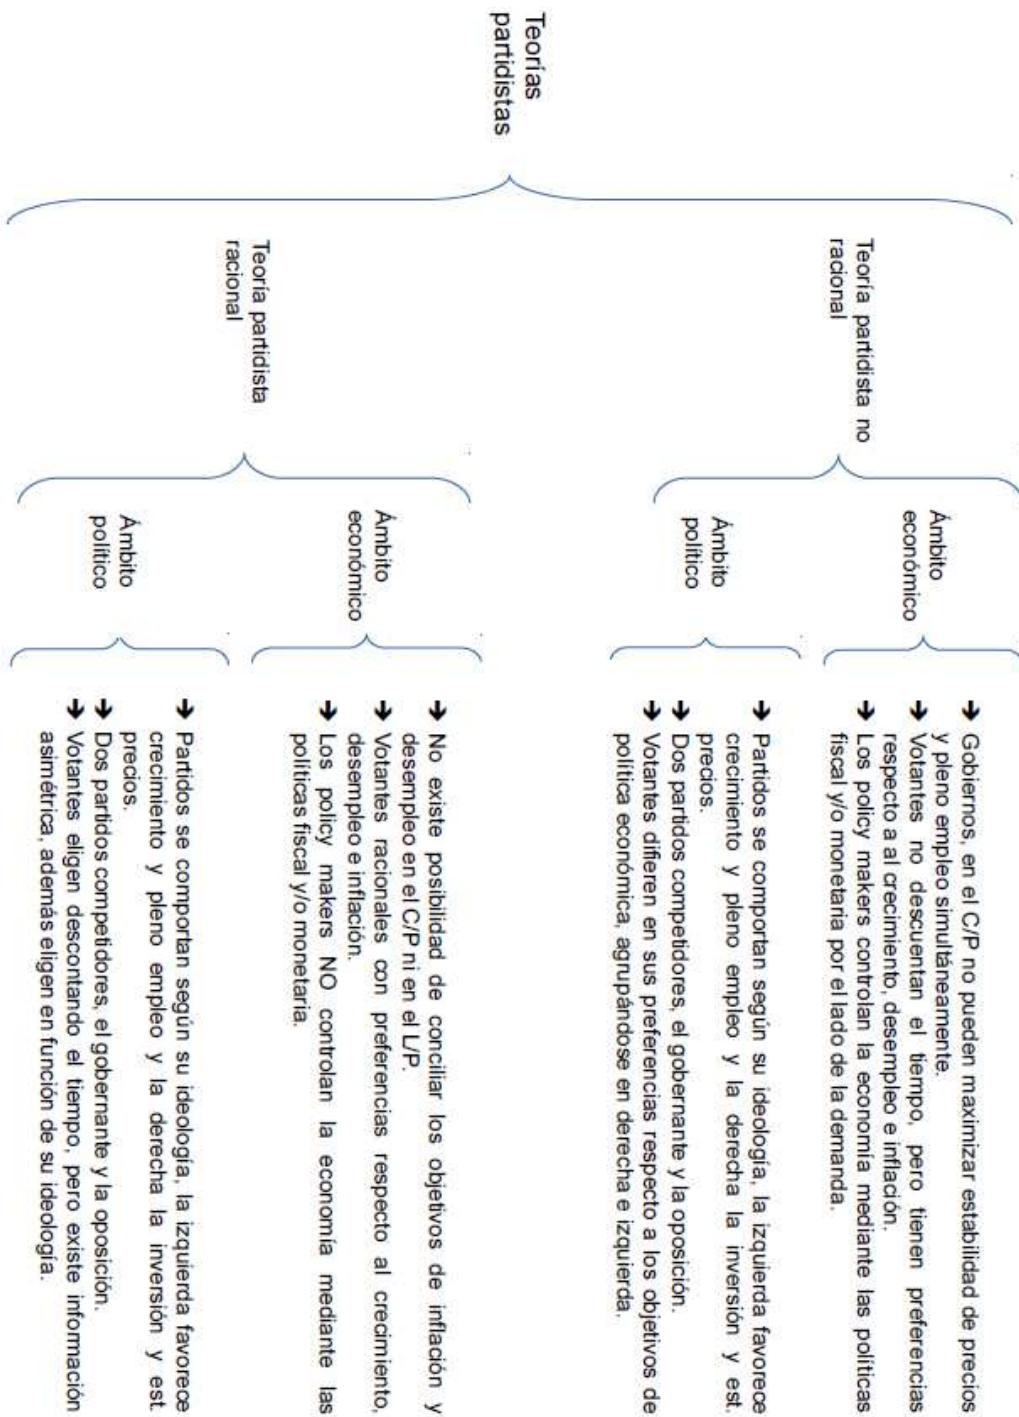 Teorías
partidistas
Teoría partidista no
racional
Ámbito
económico
➔ Gobiernos, en el C/P no pueden maximizar estabilidad de precios
y pleno empleo simultáneamente.
➔ Votantes no descuentan el tiempo, pero tienen preferencias
respecto a al crecimiento, desempleo e inflación.
➔ Los policy makers controlan la economía mediante las políticas
fiscal y/o monetaria por el lado de la demanda.
Ámbito
político
➔ Partidos se comportan según su ideología, la izquierda favorece
crecimiento y pleno empleo y la derecha la inversión y est.
precios.
➔ Dos partidos competidores, el gobernante y la oposición.
➔ Votantes difieren en sus preferencias respecto a los objetivos de
política económica, agrupándose en derecha e izquierda.
Teoría partidista
racional
Ámbito
económico
➔ No existe posibilidad de conciliar los objetivos de inflación y
desempleo en el C/P ni en el L/P.
➔ Votantes racionales con preferencias respecto al crecimiento,
desempleo e inflación.
➔ Los policy makers NO controlan la economía mediante las
políticas fiscal y/o monetaria.
Ámbito
político
➔ Partidos se comportan según su ideología, la izquierda favorece
crecimiento y pleno empleo y la derecha la inversión y est.
precios.
➔ Dos partidos competidores, el gobernante y la oposición.
➔ Votantes eligen descontando el tiempo, pero existe información
asimétrica, además eligen en función de su ideología.